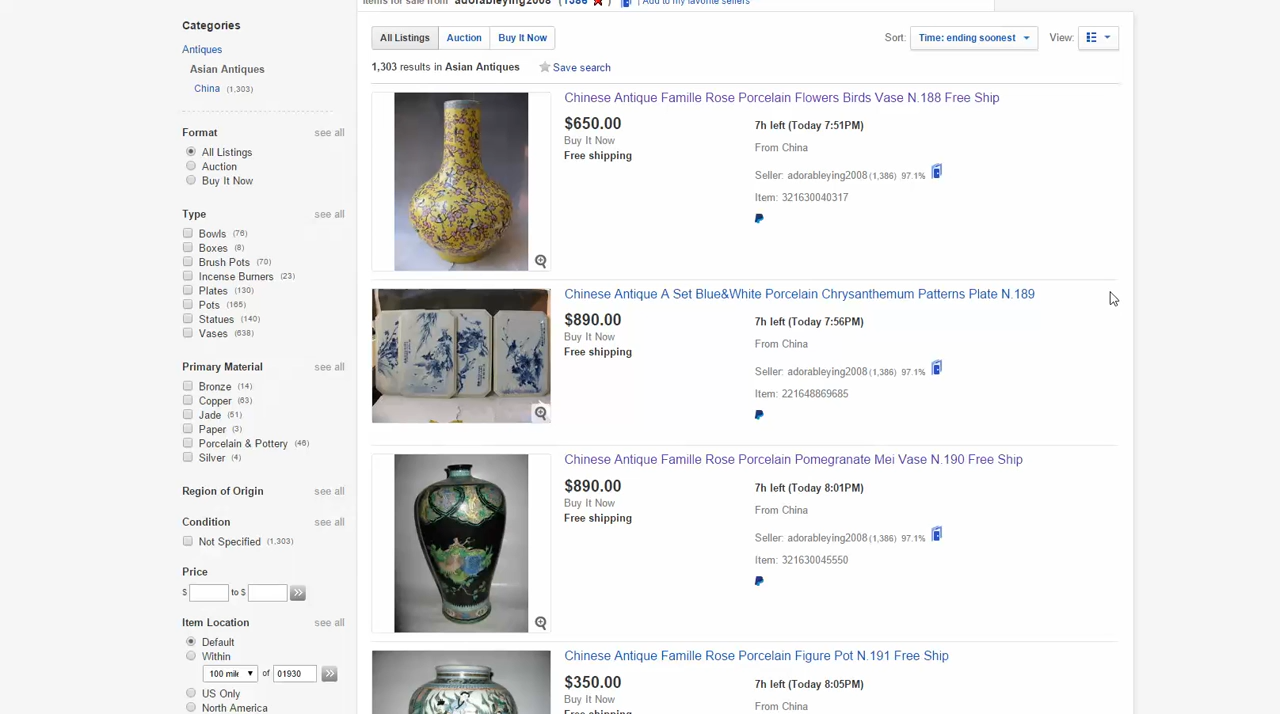 Items for sale from adorableying2008 (1386 ) | Add to my favorite sellers
Categories
Antiques
Asian Antiques
China (1,303)
Format see all
All Listings
Auction
Buy It Now
Type see all
Bowls (76)
Boxes (8)
Brush Pots (70)
Incense Burners (23)
Plates (130)
Pots (165)
Statues (140)
Vases (638)
Primary Material see all
Bronze (14)
Copper (63)
Jade (51)
Paper (3)
Porcelain & Pottery (46)
Silver (4)
Region of Origin see all
Condition see all
Not Specified (1,303)
Price
$ to $
Item Location see all
Default
Within
100 mile of 01930
US Only
North America
All Listings Auction Buy It Now Sort: Time: ending soonest View:
1,303 results in Asian Antiques Save search
Chinese Antique Famille Rose Porcelain Flowers Birds Vase N.188 Free Ship
$650.00 7h left (Today 7:51PM)
Buy It Now From China
Free shipping
Seller: adorableying2008 (1,386) 97.1%
Item: 321630040317
Chinese Antique A Set Blue&White Porcelain Chrysanthemum Patterns Plate N.189
$890.00 7h left (Today 7:56PM)
Buy It Now From China
Free shipping
Seller: adorableying2008 (1,386) 97.1%
Item: 221648869685
Chinese Antique Famille Rose Porcelain Pomegranate Mei Vase N.190 Free Ship
$890.00 7h left (Today 8:01PM)
Buy It Now From China
Free shipping
Seller: adorableying2008 (1,386) 97.1%
Item: 321630045550
Chinese Antique Famille Rose Porcelain Figure Pot N.191 Free Ship
$350.00 7h left (Today 8:05PM)
Buy It Now From China
Free shipping